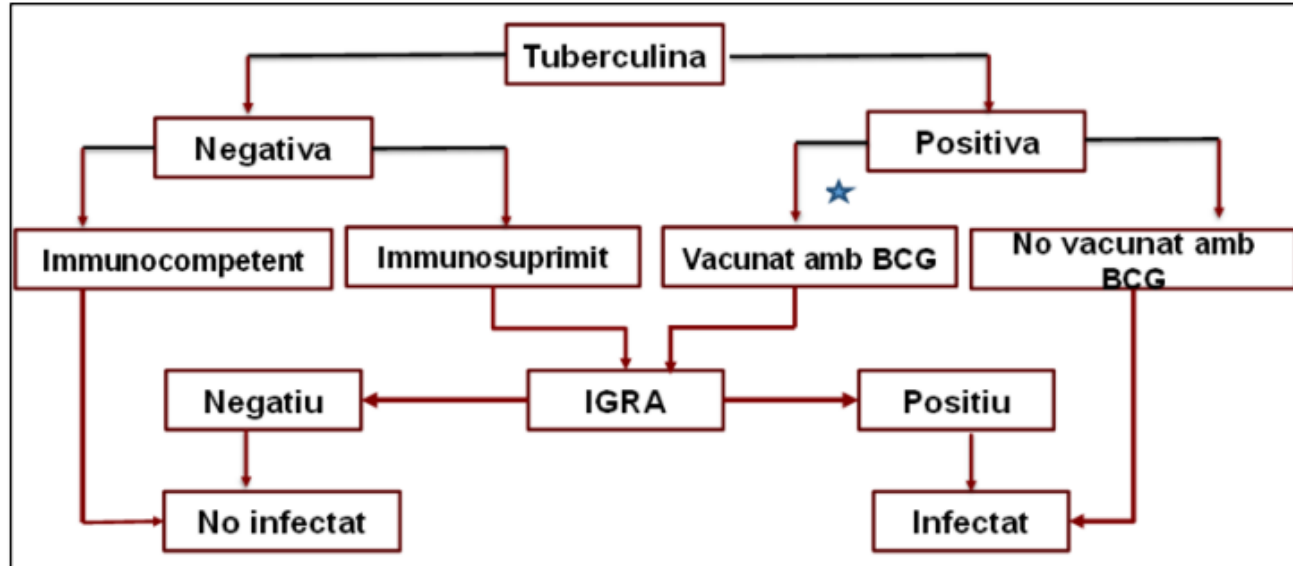 Tuberculina
Negativa
Positiva
Immunocompetent
Immunosuprimit
Vacunat amb BCG
No vacunat amb
BCG
Negatiu
IGRA
Positiu
No infectat
Infectat